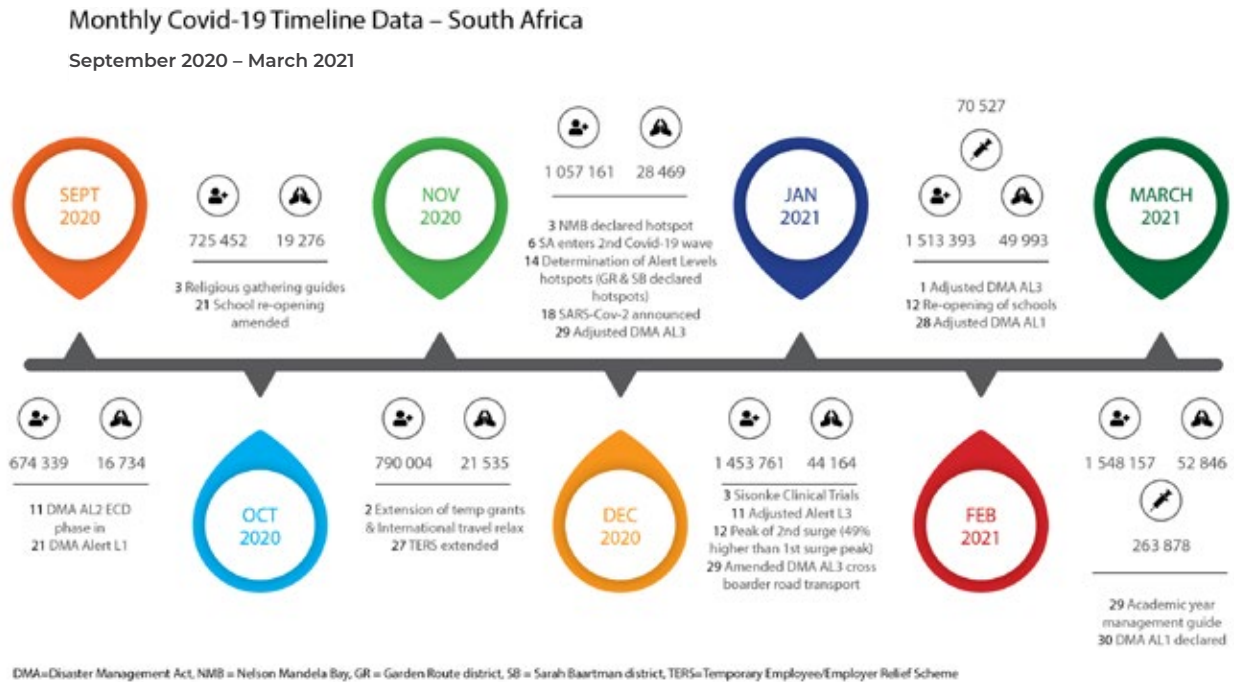 Monthly Covid-19 Timeline Data – South Africa
September 2020 – March 2021
SEPT
2020
674 339 16 734
11 DMA AL2 ECD
phase in
21 DMA Alert L1
725 452 19 276
3 Religious gathering guides
21 School re-opening
amended
OCT
2020
NOV
2020
790 004 21 535
2 Extension of temp grants
& International travel relax
27 TERS extended
1 057 161 28 469
3 NMB declared hotspot
6 SA enters 2nd Covid-19 wave
14 Determination of Alert Levels
hotspots (GR & SB declared
hotspots)
18 SARS-Cov-2 announced
29 Adjusted DMA AL3
DEC
2020
JAN
2021
1 453 761 44 164
3 Sisonke Clinical Trials
11 Adjusted Alert L3
12 Peak of 2nd surge (49%
higher than 1st surge peak)
29 Amended DMA AL3 cross
boarder road transport
70 527
1 513 393 49 993
1 Adjusted DMA AL3
12 Re-opening of schools
28 Adjusted DMA AL1
FEB
2021
MARCH
2021
1 548 157 52 846
263 878
29 Academic year
management guide
30 DMA AL1 declared
DMA=Disaster Management Act, NMB = Nelson Mandela Bay, GR = Garden Route district, SB = Sarah Baartman district, TERS=Temporary Employee/Employer Relief Scheme